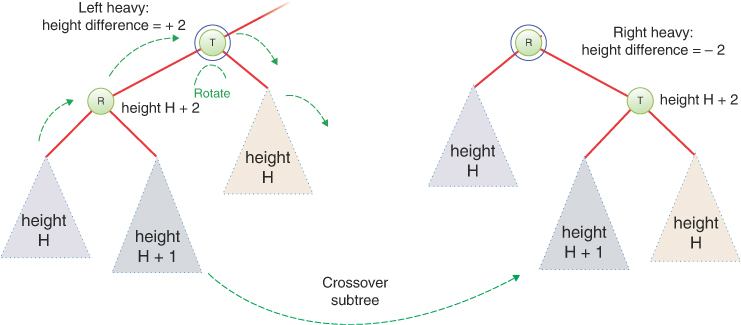 Left heavy:
height difference = + 2
T
Rotate
R
height H + 2
height
H
height
H
height
H + 1
Crossover
subtree
R
Right heavy:
height difference = – 2
T
height H + 2
height
H
height
H + 1
height
H